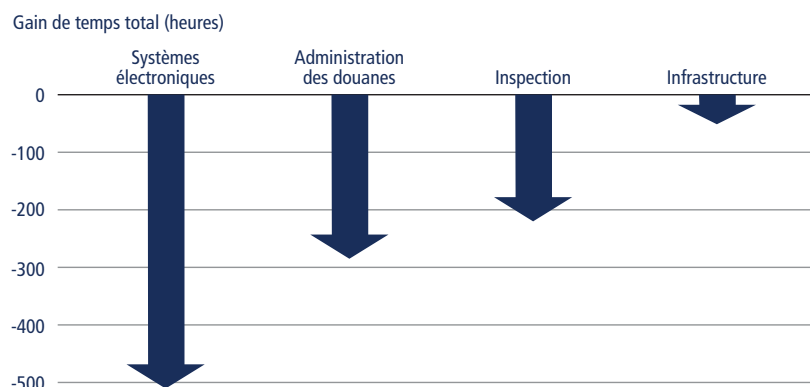 Gain de temps total (heures)
Systèmes
électroniques
Administration
des douanes
Inspection
Infrastructure
0
-100
-200
-300
-400
-500